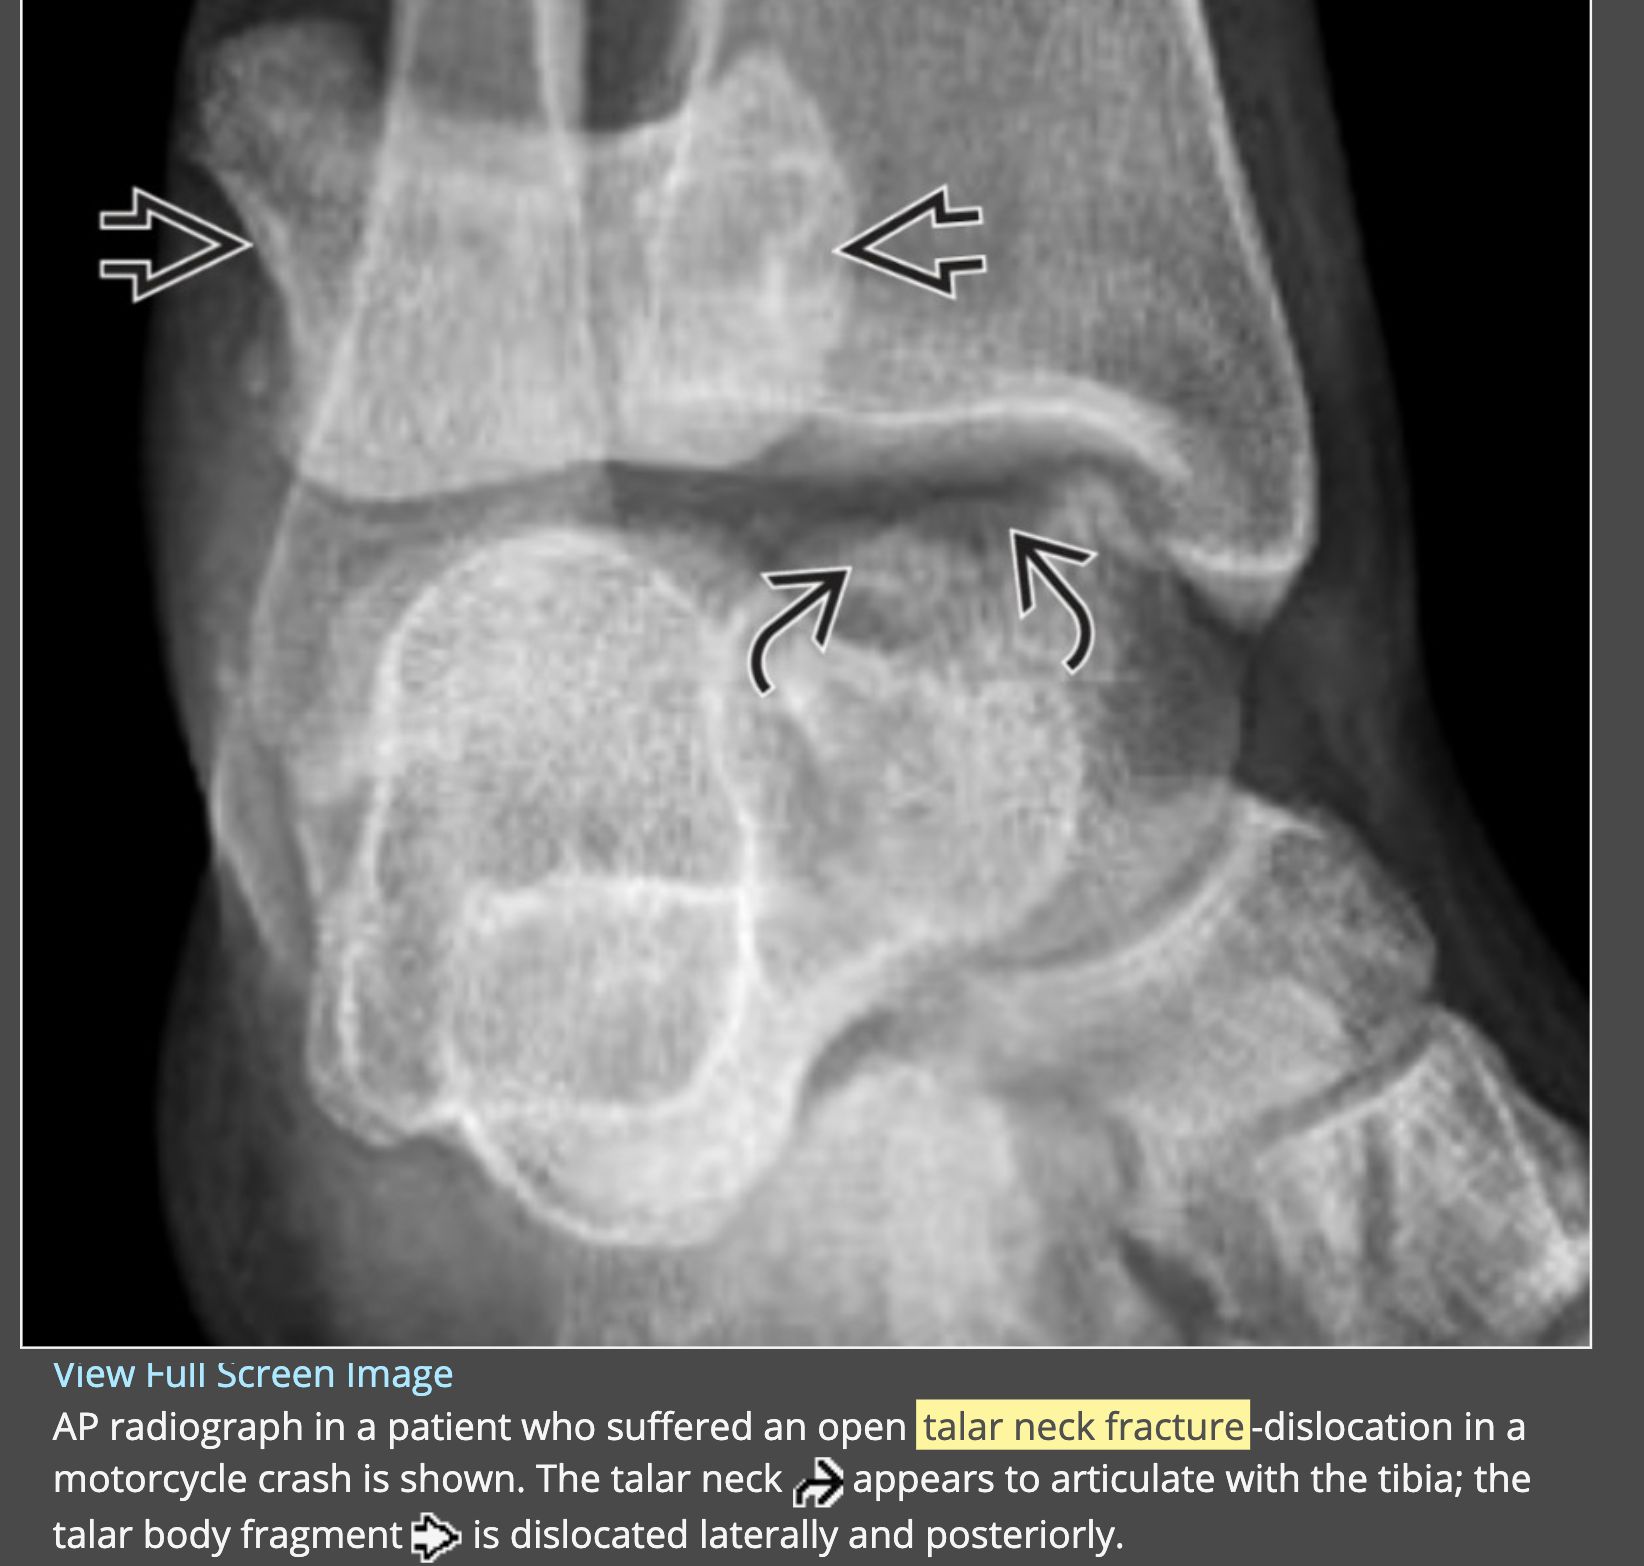 View Full Screen Image
AP radiograph in a patient who suffered an open talar neck fracture-dislocation in a
motorcycle crash is shown. The talar neck appears to articulate with the tibia; the
talar body fragment is dislocated laterally and posteriorly.